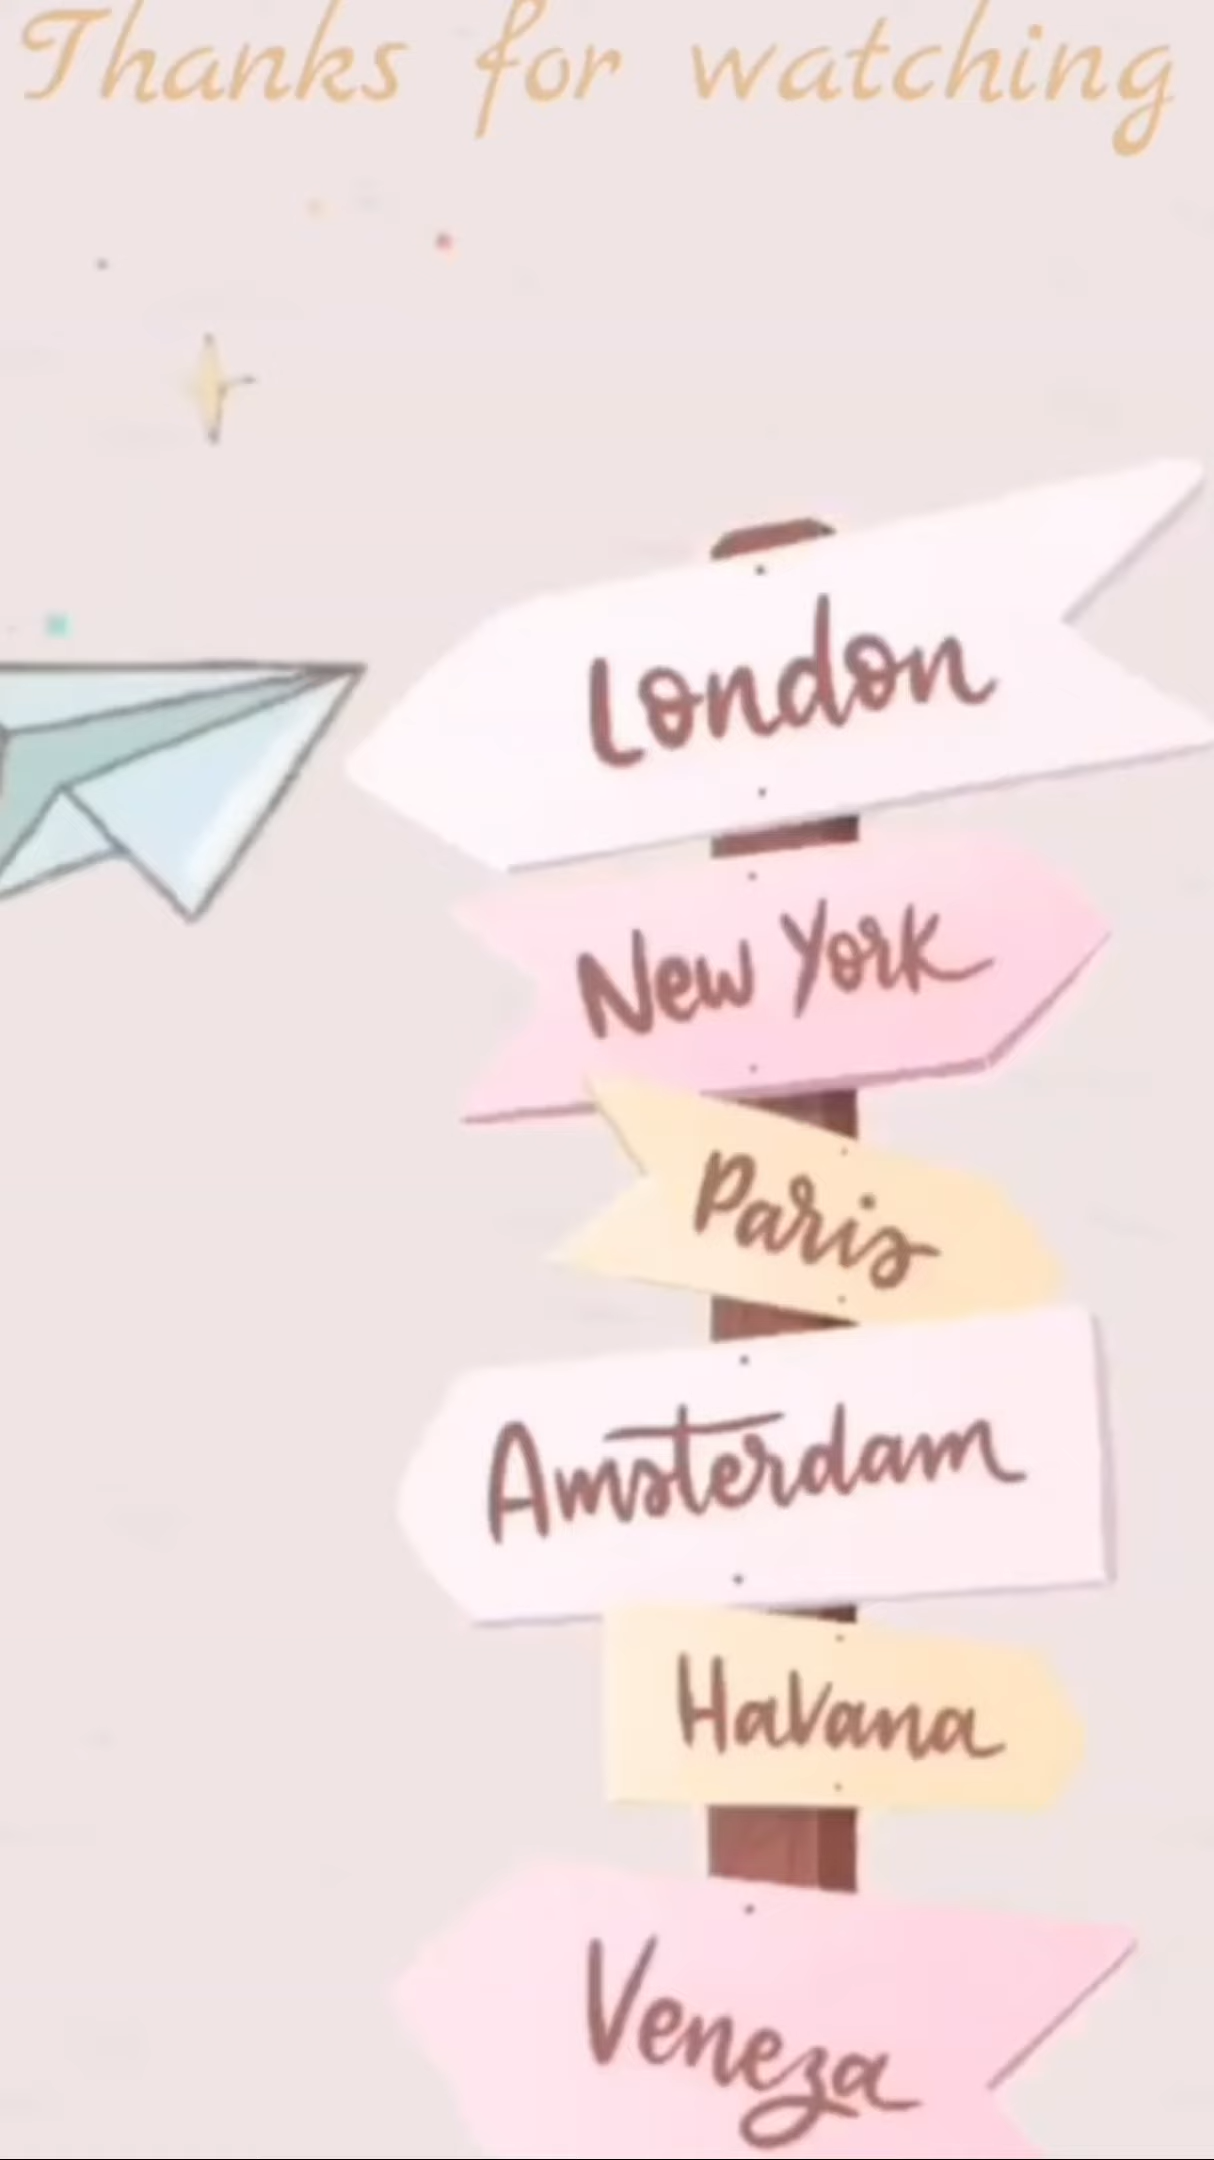 Thanks for watching
London
New York
Paris
Amsterdam
Havana
Veneza